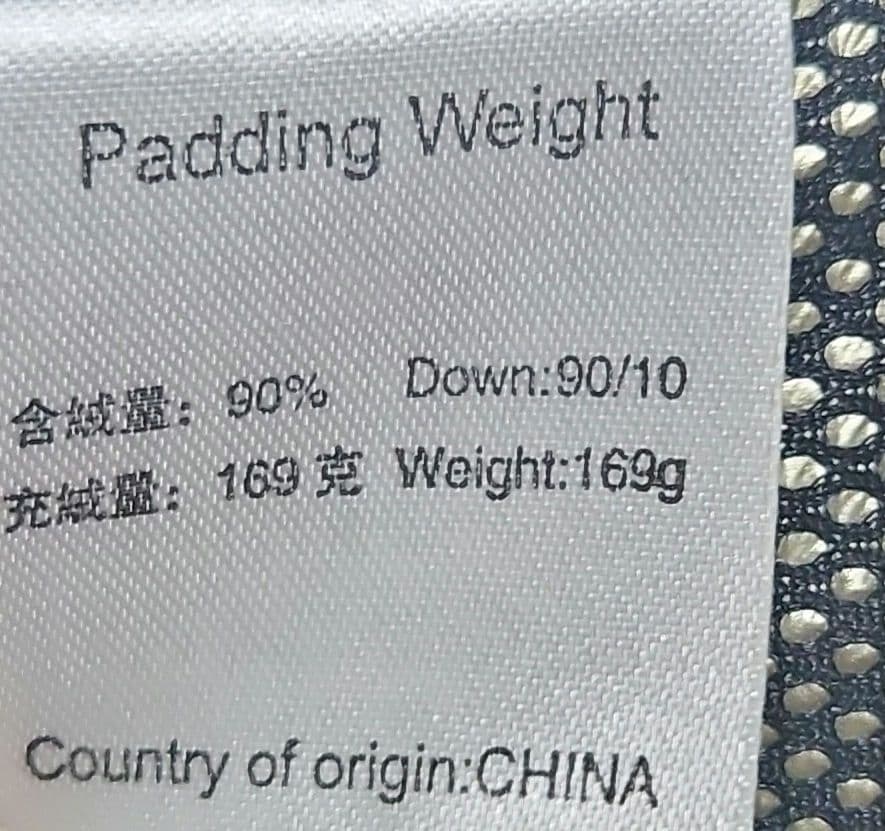 Padding Weight
含絨量: 90% Down:90/10
充絨量: 169 克 Weight:169g
Country of origin:CHINA